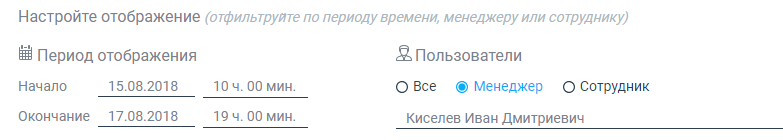 Настройте отображение (отфильтруйте по периоду времени, менеджеру или сотруднику)
Период отображения
Начало 15.08.2018 10 ч. 00 мин.
Окончание 17.08.2018 19 ч. 00 мин.
Пользователи
Все Менеджер Сотрудник
Киселев Иван Дмитриевич